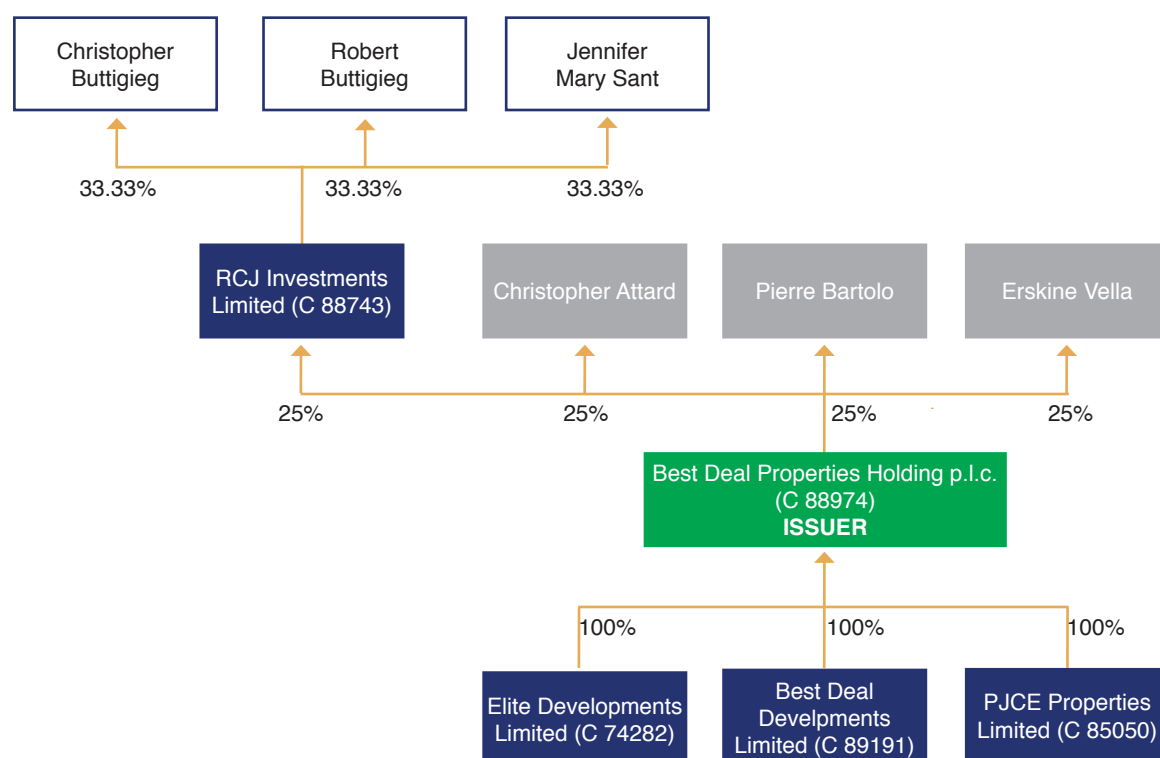 Christopher
Buttigieg
Robert
Buttigieg
Jennifer
Mary Sant
33.33%
33.33%
33.33%
RCJ Investments
Limited (C 88743)
Christopher Attard
Pierre Bartolo
Erskine Vella
25%
25%
25%
25%
Best Deal Properties Holding p.l.c.
(C 88974)
ISSUER
100%
100%
100%
Elite Developments
Limited (C 74282)
Best Deal
Develpments
Limited (C 89191)
PJCE Properties
Limited (C 85050)